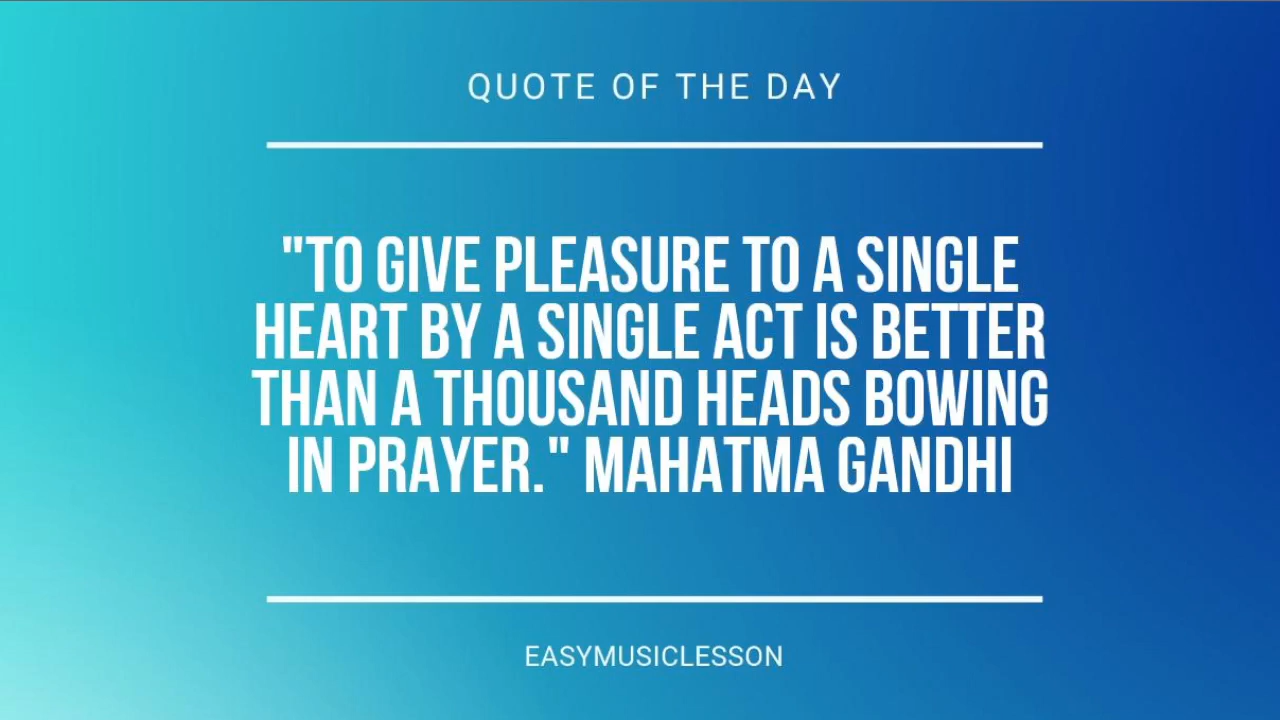 QUOTE OF THE DAY
"TO GIVE PLEASURE TO A SINGLE
HEART BY A SINGLE ACT IS BETTER
THAN A THOUSAND HEADS BOWING
IN PRAYER." MAHATMA GANDHI
EASYMUSICLESSON